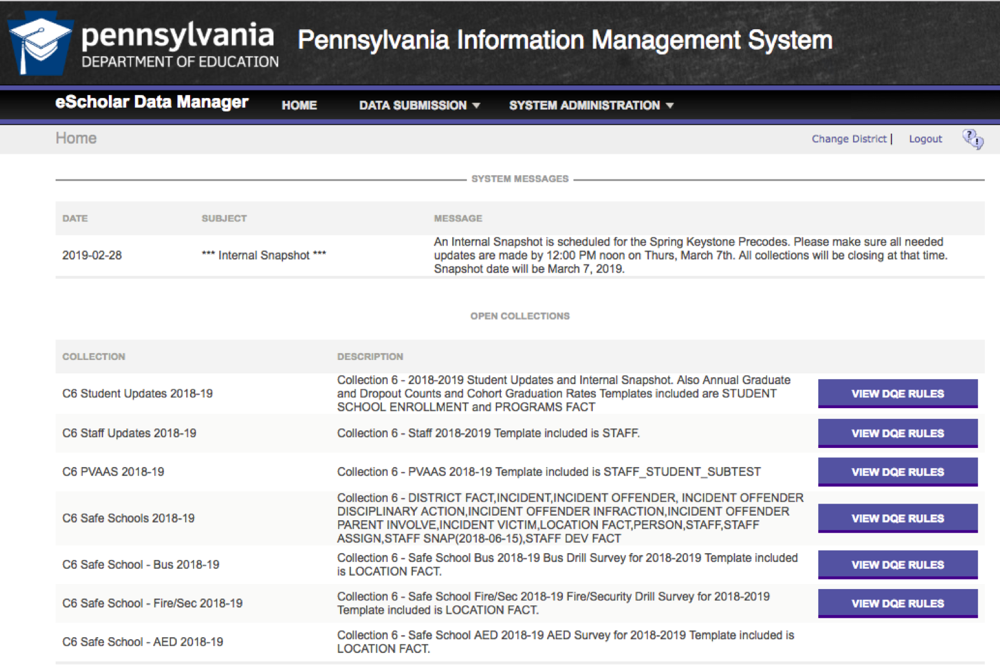 pennsylvania
DEPARTMENT OF EDUCATION
Pennsylvania Information Management System
eScholar Data Manager HOME DATA SUBMISSION SYSTEM ADMINISTRATION
Home Change District | Logout
SYSTEM MESSAGES
DATE SUBJECT MESSAGE
2019-02-28 *** Internal Snapshot ***
An Internal Snapshot is scheduled for the Spring Keystone Precodes. Please make sure all needed
updates are made by 12:00 PM noon on Thurs, March 7th. All collections will be closing at that time.
Snapshot date will be March 7, 2019.
OPEN COLLECTIONS
COLLECTION DESCRIPTION
C6 Student Updates 2018-19
Collection 6 - 2018-2019 Student Updates and Internal Snapshot. Also Annual Graduate
and Dropout Counts and Cohort Graduation Rates Templates included are STUDENT
SCHOOL ENROLLMENT and PROGRAMS FACT
VIEW DQE RULES
C6 Staff Updates 2018-19
Collection 6 - Staff 2018-2019 Template included is STAFF.
VIEW DQE RULES
C6 PVAAS 2018-19
Collection 6 - PVAAS 2018-19 Template included is STAFF_STUDENT_SUBTEST
VIEW DQE RULES
C6 Safe Schools 2018-19
Collection 6 - DISTRICT FACT,INCIDENT,INCIDENT OFFENDER, INCIDENT OFFENDER
DISCIPLINARY ACTION,INCIDENT OFFENDER INFRACTION,INCIDENT OFFENDER
PARENT INVOLVE,INCIDENT VICTIM,LOCATION FACT,PERSON,STAFF,STAFF
ASSIGN,STAFF SNAP(2018-06-15),STAFF DEV FACT
VIEW DQE RULES
C6 Safe School - Bus 2018-19
Collection 6 - Safe School Bus 2018-19 Bus Drill Survey for 2018-2019 Template included
is LOCATION FACT.
VIEW DQE RULES
C6 Safe School - Fire/Sec 2018-19
Collection 6 - Safe School Fire/Sec 2018-19 Fire/Security Drill Survey for 2018-2019
Template included is LOCATION FACT.
VIEW DQE RULES
C6 Safe School - AED 2018-19
Collection 6 - Safe School AED 2018-19 AED Survey for 2018-2019 Template included is
LOCATION FACT.